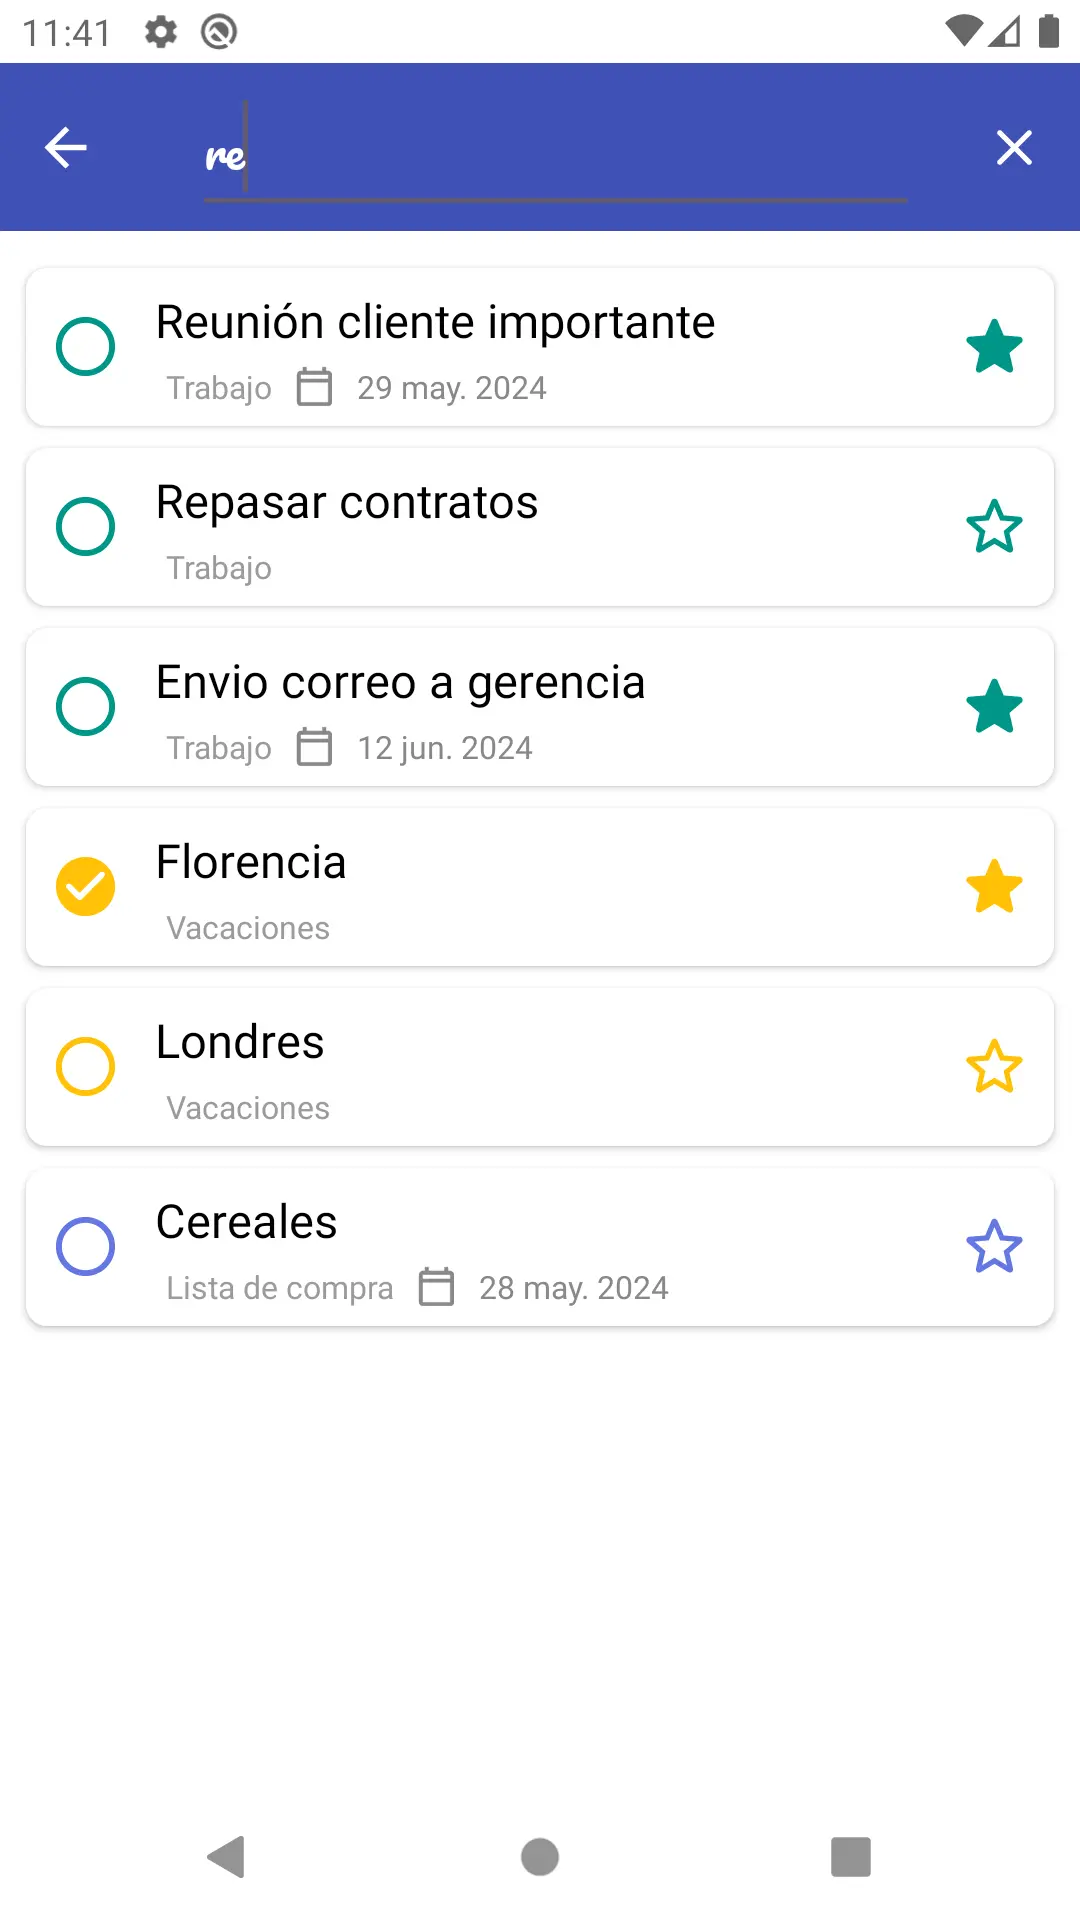 11:41
re
Reunión cliente importante
Trabajo 29 may. 2024
Repasar contratos
Trabajo
Envio correo a gerencia
Trabajo 12 jun. 2024
Florencia
Vacaciones
Londres
Vacaciones
Cereales
Lista de compra 28 may. 2024